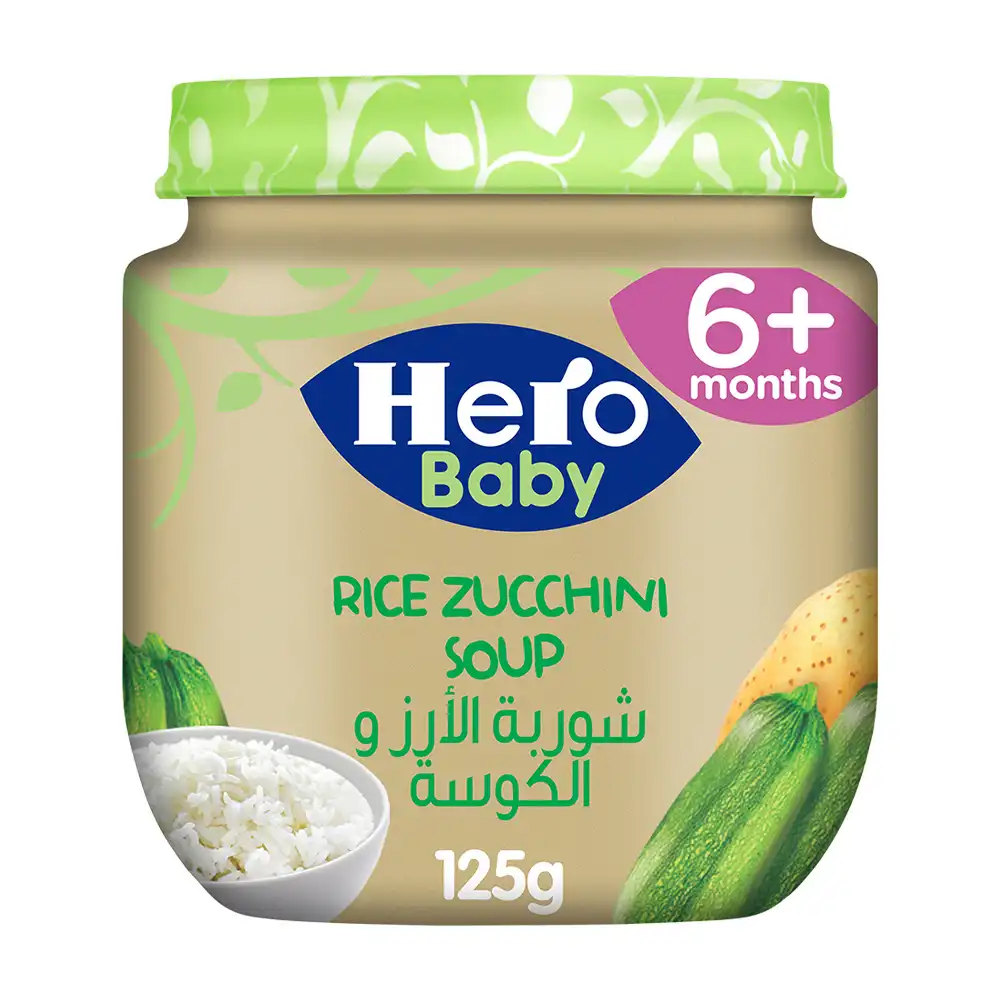 6+
months
Hero
Baby
RICE ZUCCHINI
SOUP
شوربة الأرز و
الكوسة
125g